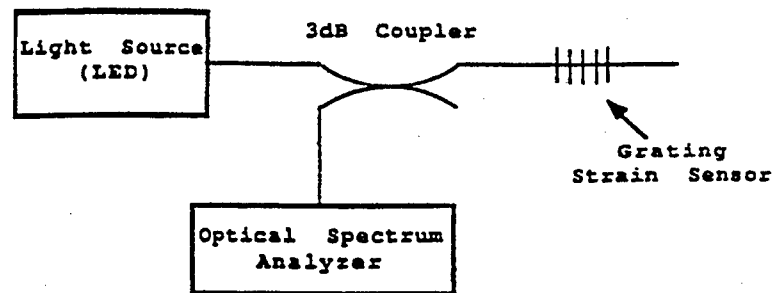 3dB Coupler
Light Source
(LED)
Grating
Strain Sensor
Optical Spectrum
Analyzer